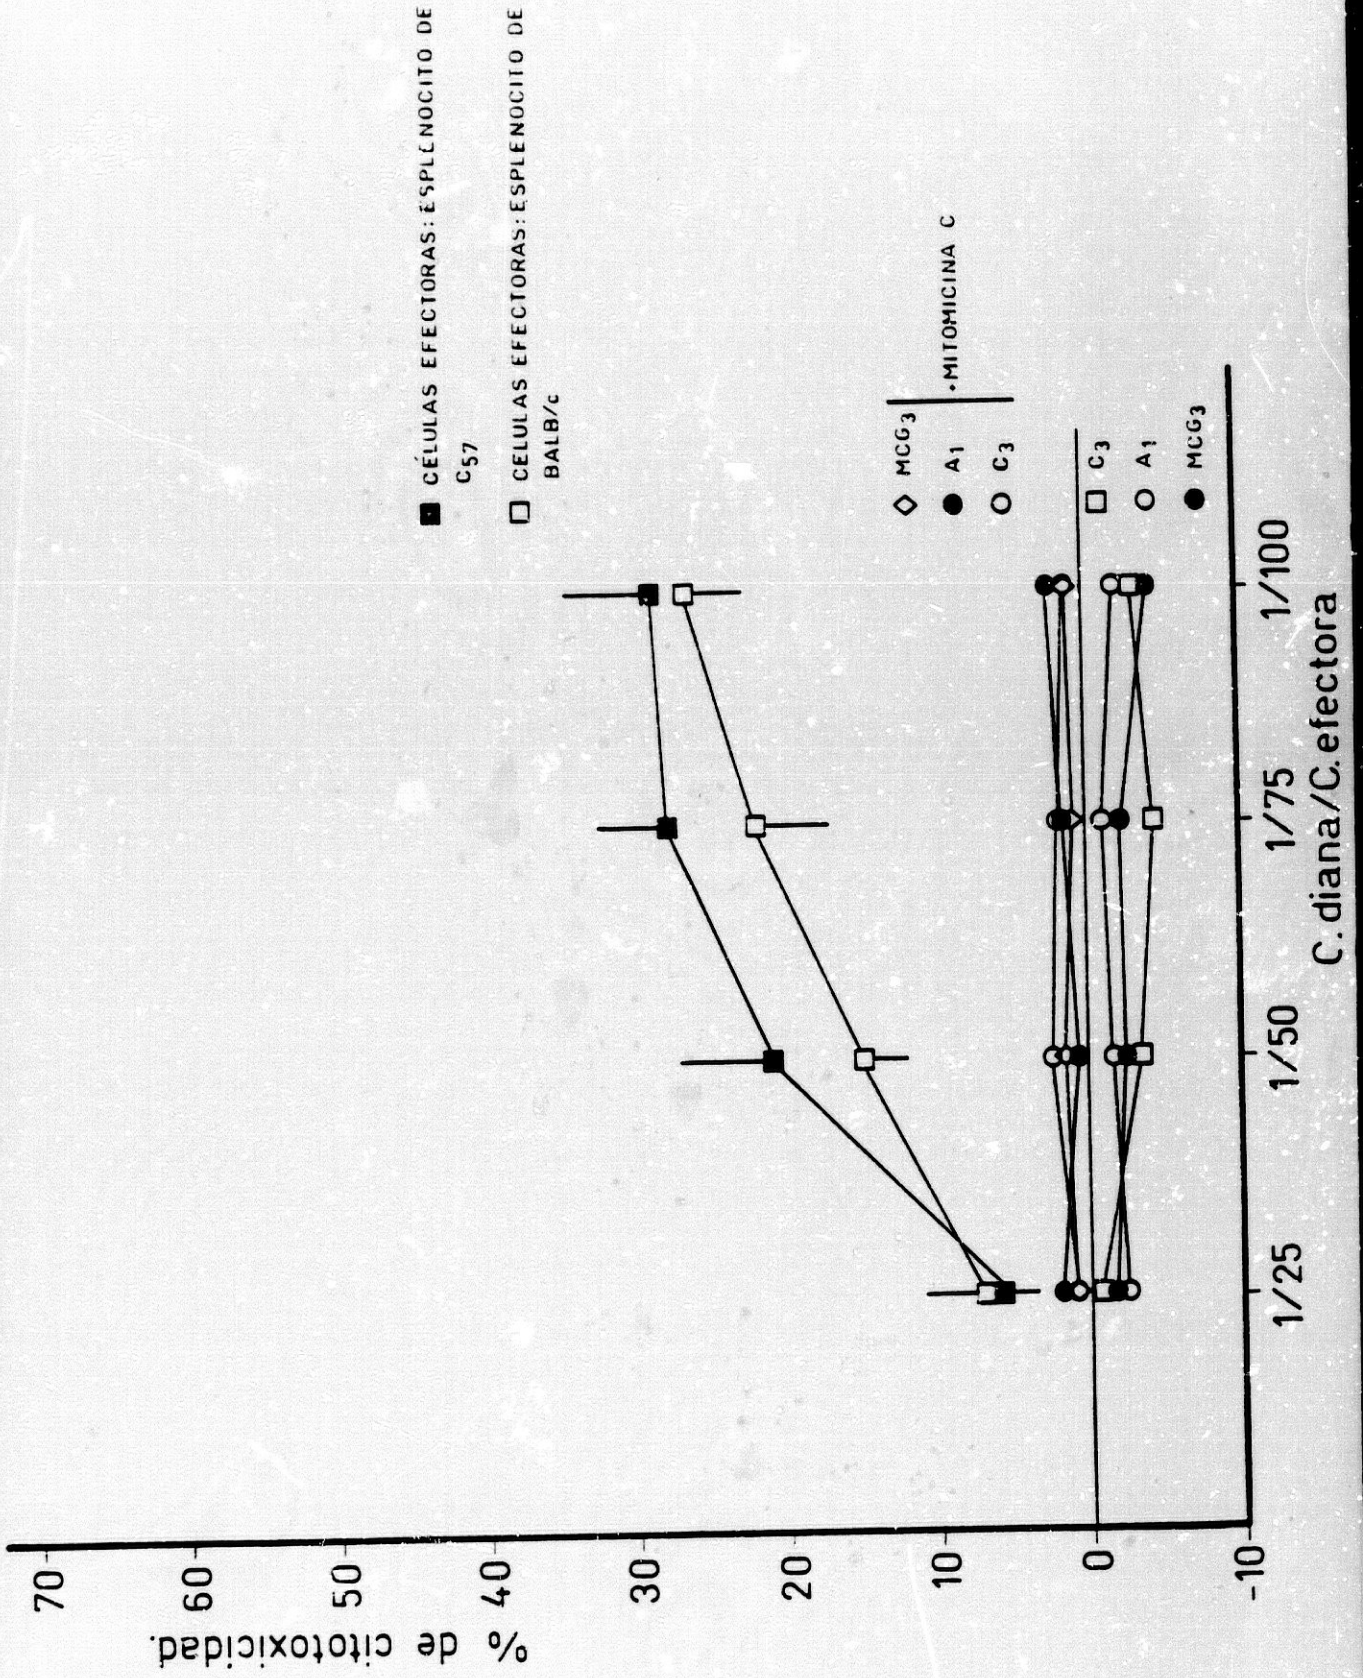 % de citotoxicidad.
70
60
50
40
30
20
10
0
-10
■ CÉLULAS EFECTORAS: ESPLENOCITO DE
C57
□ CELULAS EFECTORAS: ESPLENOCITO DE
BALB/c
◇ MCG3
● A1
○ C3
+MITOMICINA C
□ C3
○ A1
● MCG3
1/25
1/50
1/75
1/100
C. diana/C. efectora